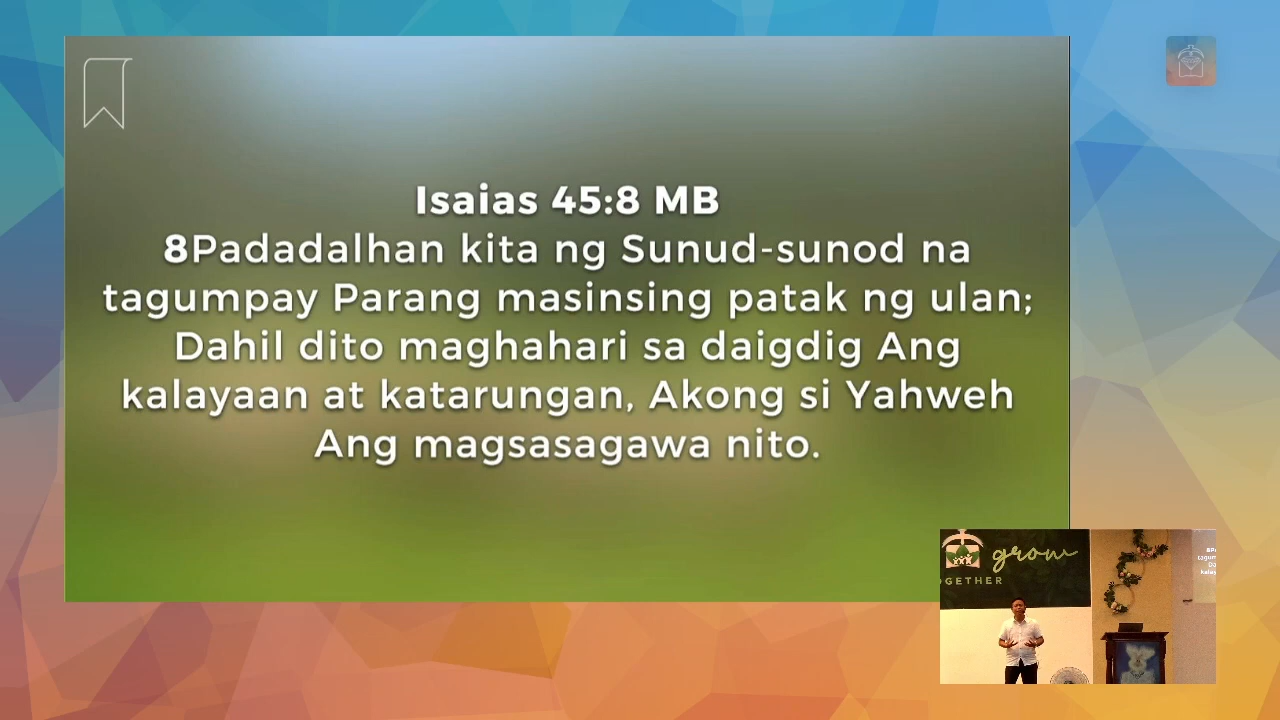 Isaias 45:8 MB
8Padadalhan kita ng Sunud-sunod na
tagumpay Parang masinsing patak ng ulan;
Dahil dito maghahari sa daigdig Ang
kalayaan at katarungan, Akong si Yahweh
Ang magsasagawa nito.
grow
OGETHER